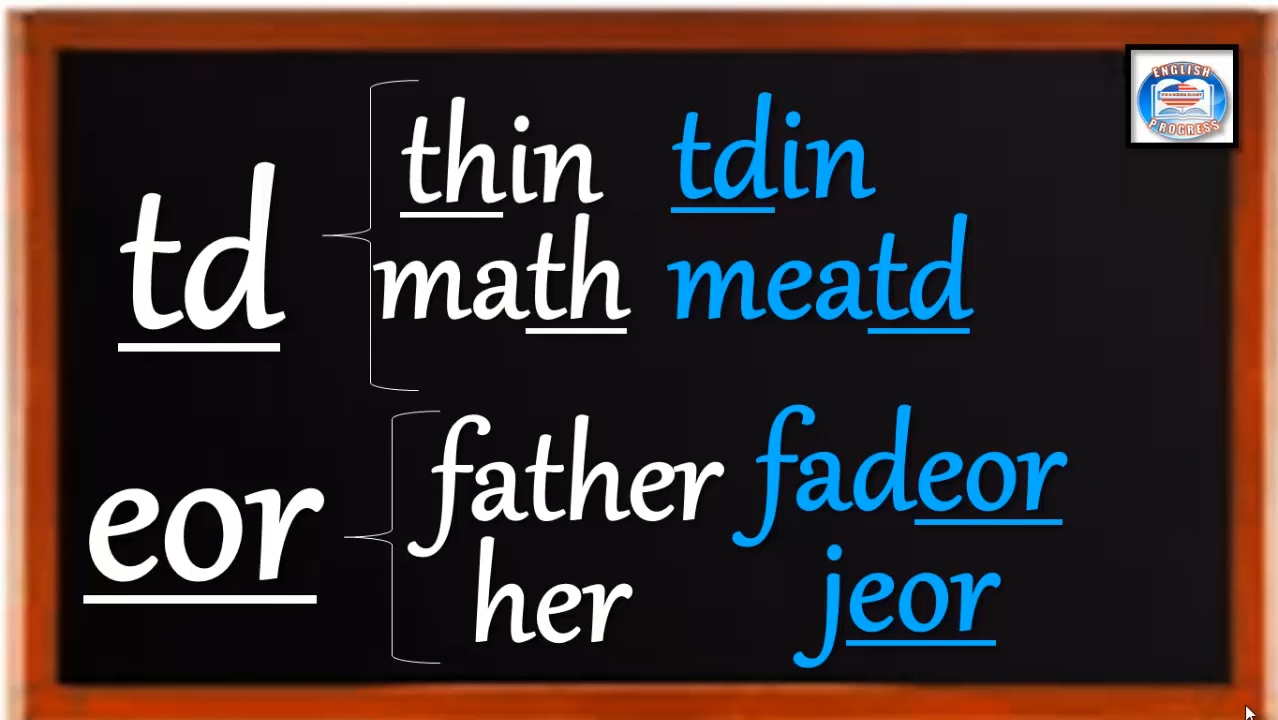 ENGLISH
PROGRESS
td
thin tdin
math meatd
eor
father fadeor
her jeor